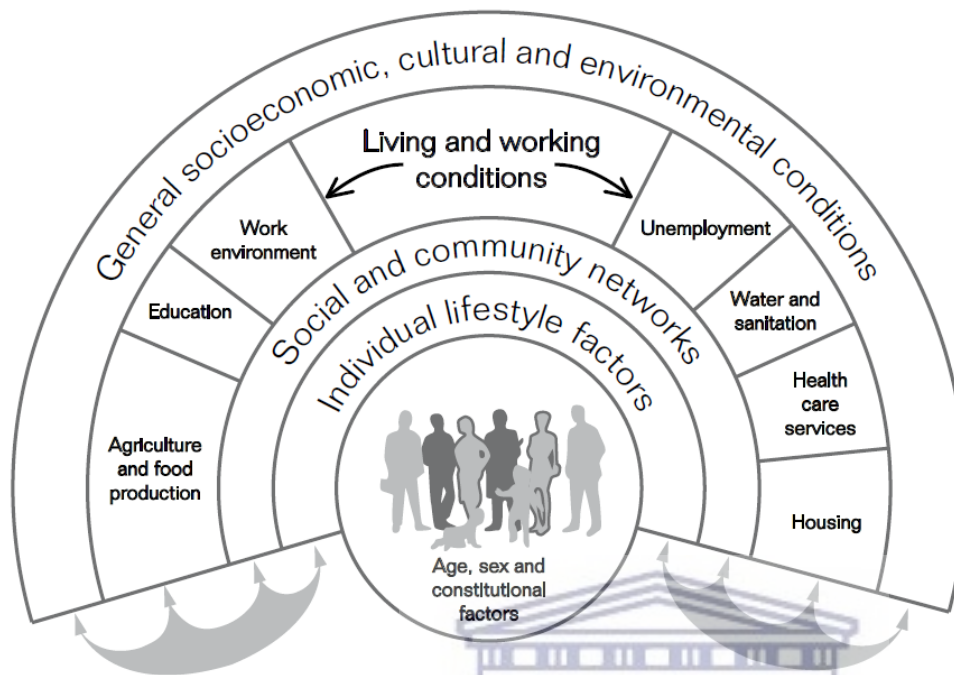 General socioeconomic, cultural and environmental conditions
Living and working
conditions
Work
environment
Unemployment
Education
Water and
sanitation
Agriculture
and food
production
Health
care
services
Housing
Social and community networks
Individual lifestyle factors
Age, sex and
constitutional
factors